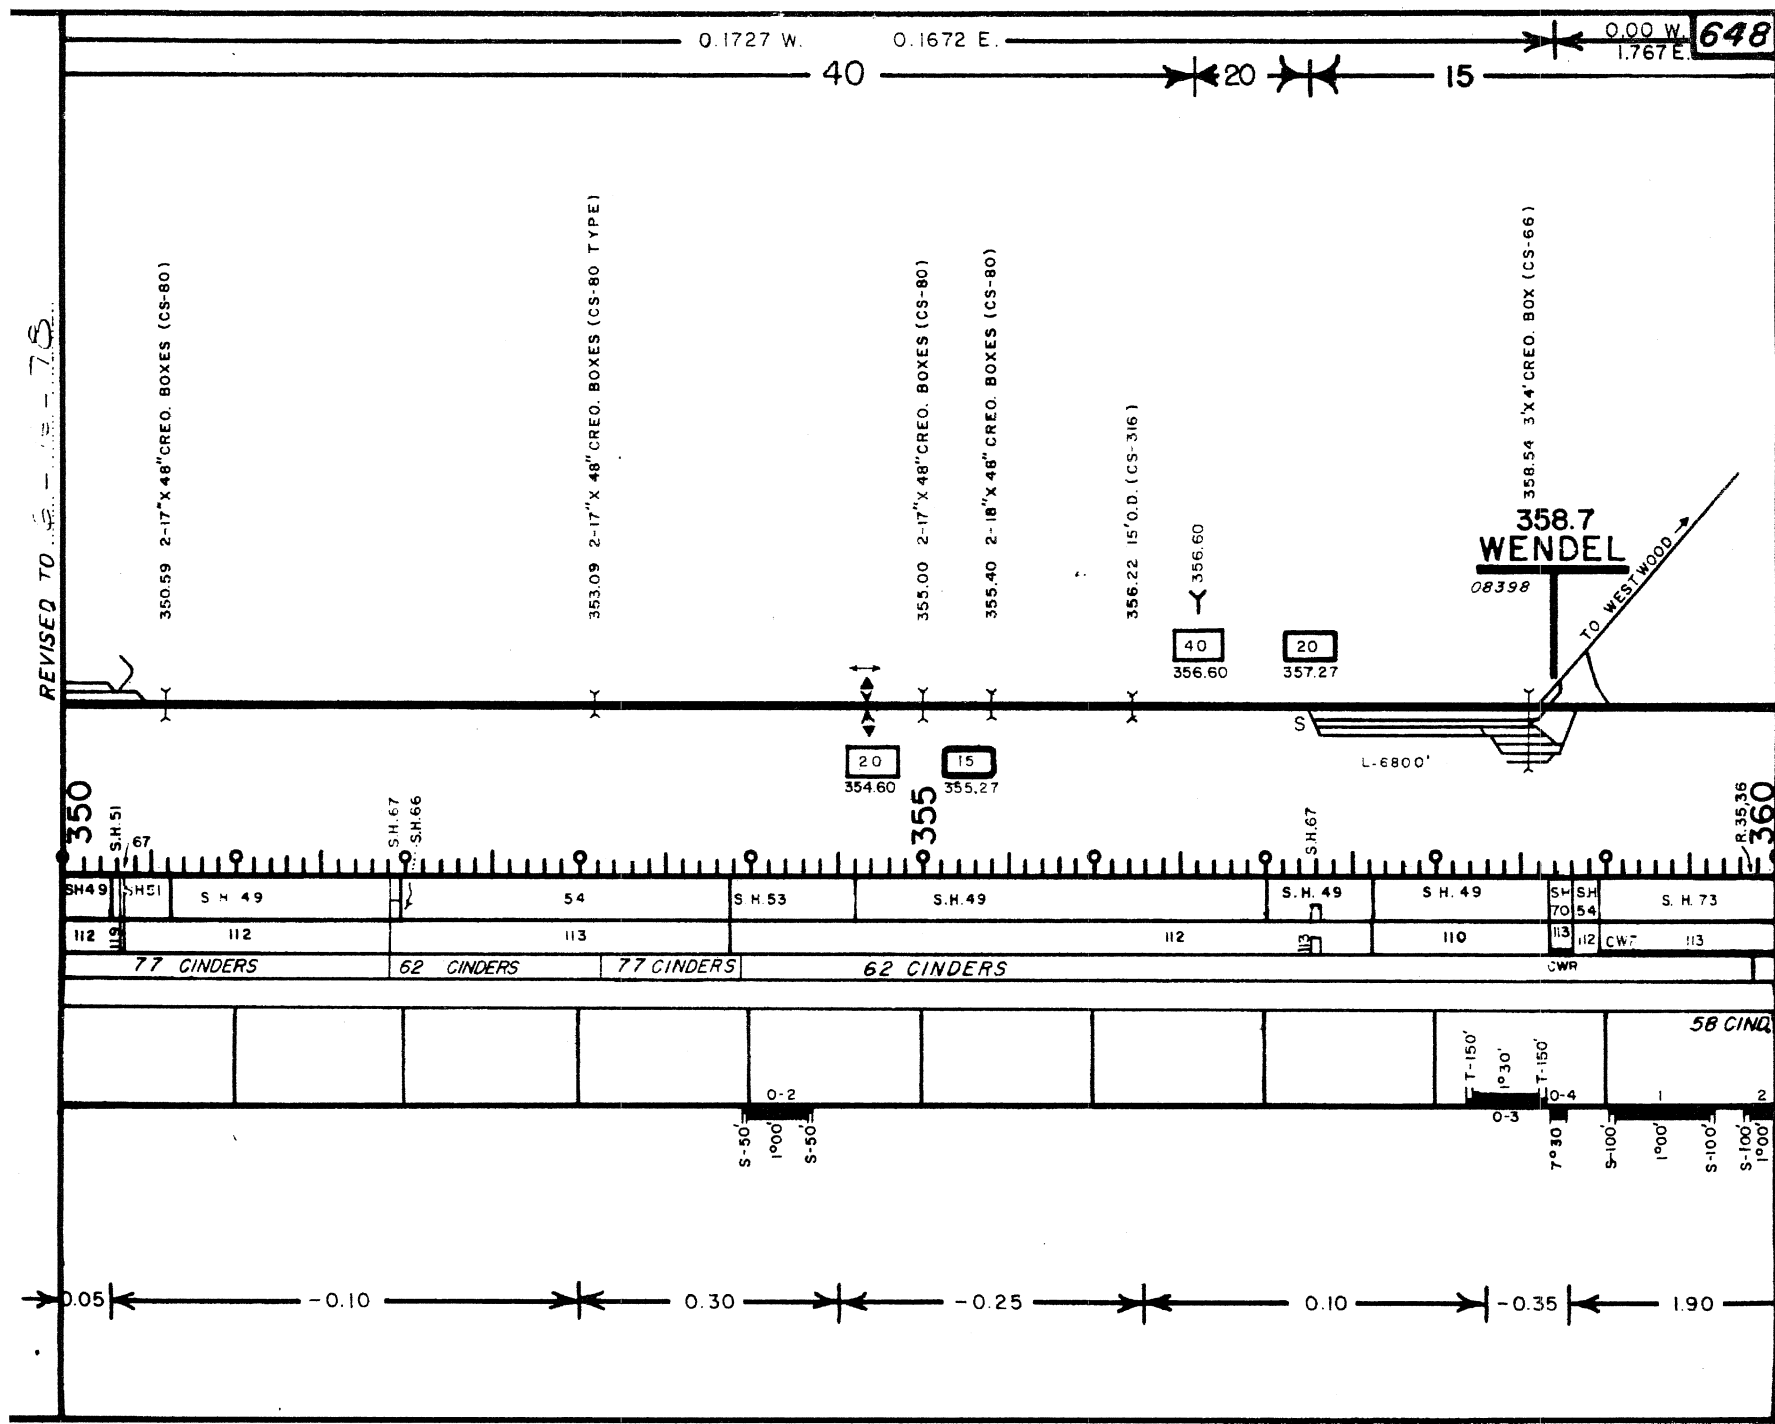 0.1727 W. 0.1672 E. 0.00 W. 648
1.767 E.
40 20 15
REVISED TO
350.59 2-17"X 48"CREO. BOXES (CS-80)
353.09 2-17"X 48"CREO. BOXES (CS-80 TYPE)
355.00 2-17"X 48"CREO. BOXES (CS-80)
355.40 2-18"X 48" CREO. BOXES (CS-80)
356.22 15'O.D. (CS-316)
356.60
358.54 3'X4'CREO. BOX (CS-66)
358.7
WENDEL
08398
TO WESTWOOD
40
356.60
20
357.27
S
20
354.60
15
355.27
L-6800'
350 S.H.51 67 S.H.67 S.H.66 355 S.H.67 R.35,36 360
SH49 SH51 S H 49 54 S.H.53 S.H.49 S.H. 49 S.H. 49 SH 70 SH 54 S. H. 73
112 119 112 113 112 113 110 113 112 113
77 CINDERS 62 CINDERS 77 CINDERS 62 CINDERS CWR
58 CIND.
0-2 T-150' 1°30' T-150' 0-4 1 2
0-3
S-50' 1°00' S-50' 7°30 S-100' 1°00' S-100' S-100' 1°00'
0.05 -0.10 0.30 -0.25 0.10 -0.35 1.90